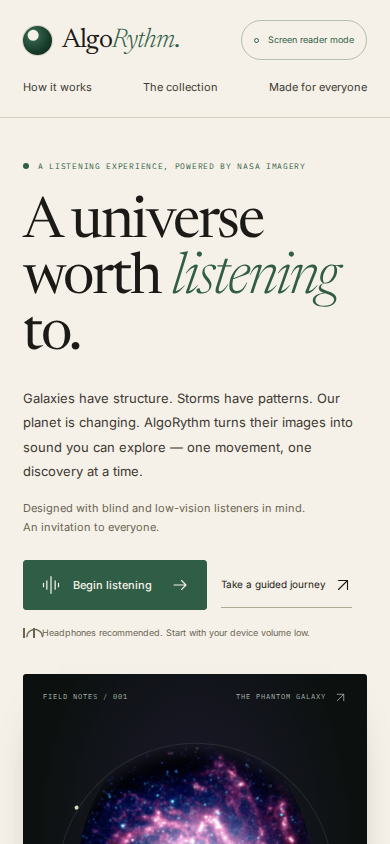 AlgoRythm.
Screen reader mode
How it works
The collection
Made for everyone
A LISTENING EXPERIENCE, POWERED BY NASA IMAGERY
A universe
worth listening
to.
Galaxies have structure. Storms have patterns. Our
planet is changing. AlgoRythm turns their images into
sound you can explore — one movement, one
discovery at a time.
Designed with blind and low-vision listeners in mind.
An invitation to everyone.
Begin listening
Take a guided journey
Headphones recommended. Start with your device volume low.
FIELD NOTES / 001
THE PHANTOM GALAXY